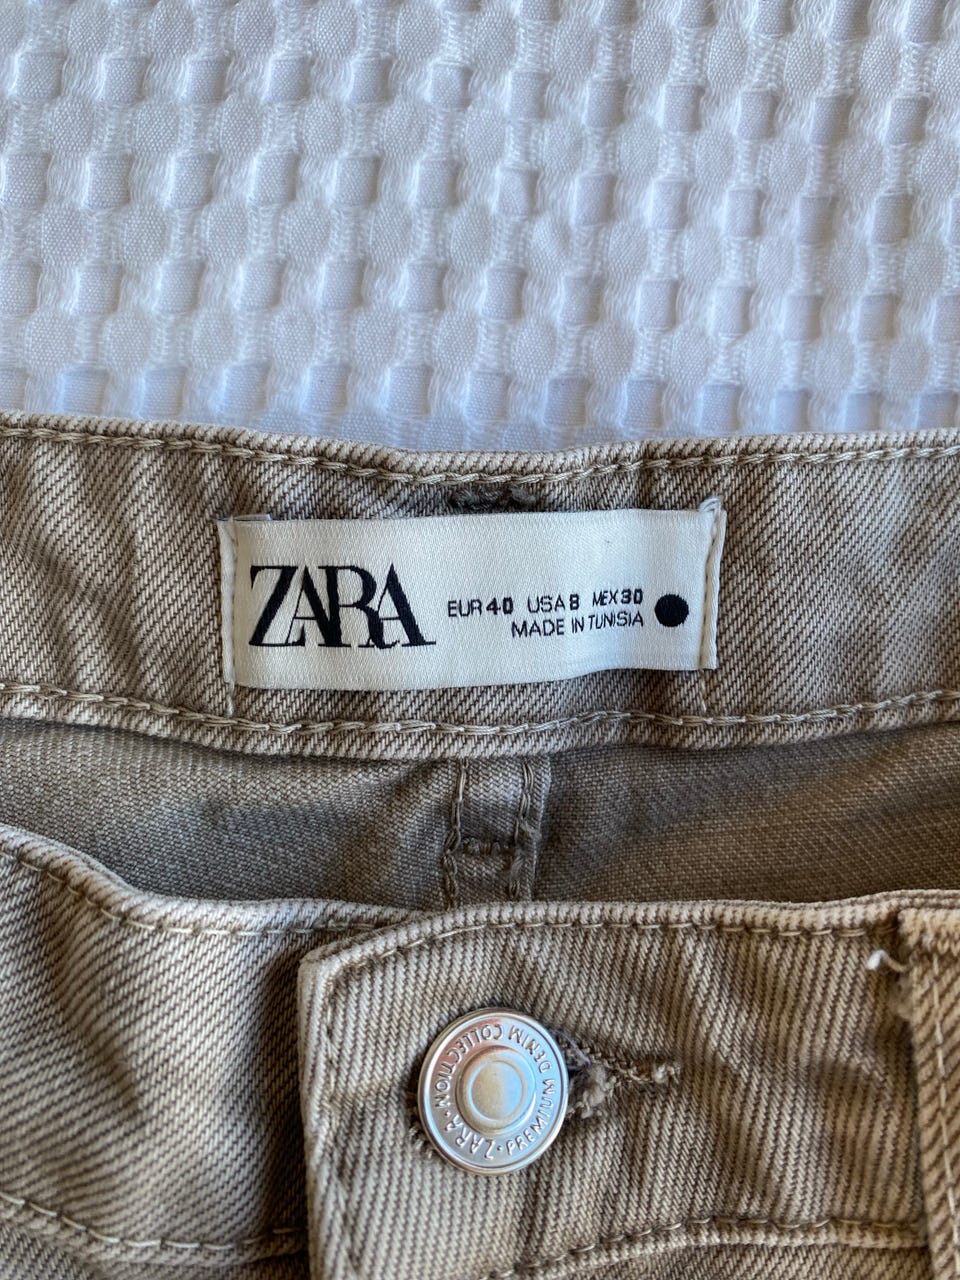 ZARA
EUR 40 USA 8 MEX 30
MADE IN TUNISIA
ZARA · PREMIUM DENIM COLLECTION ·